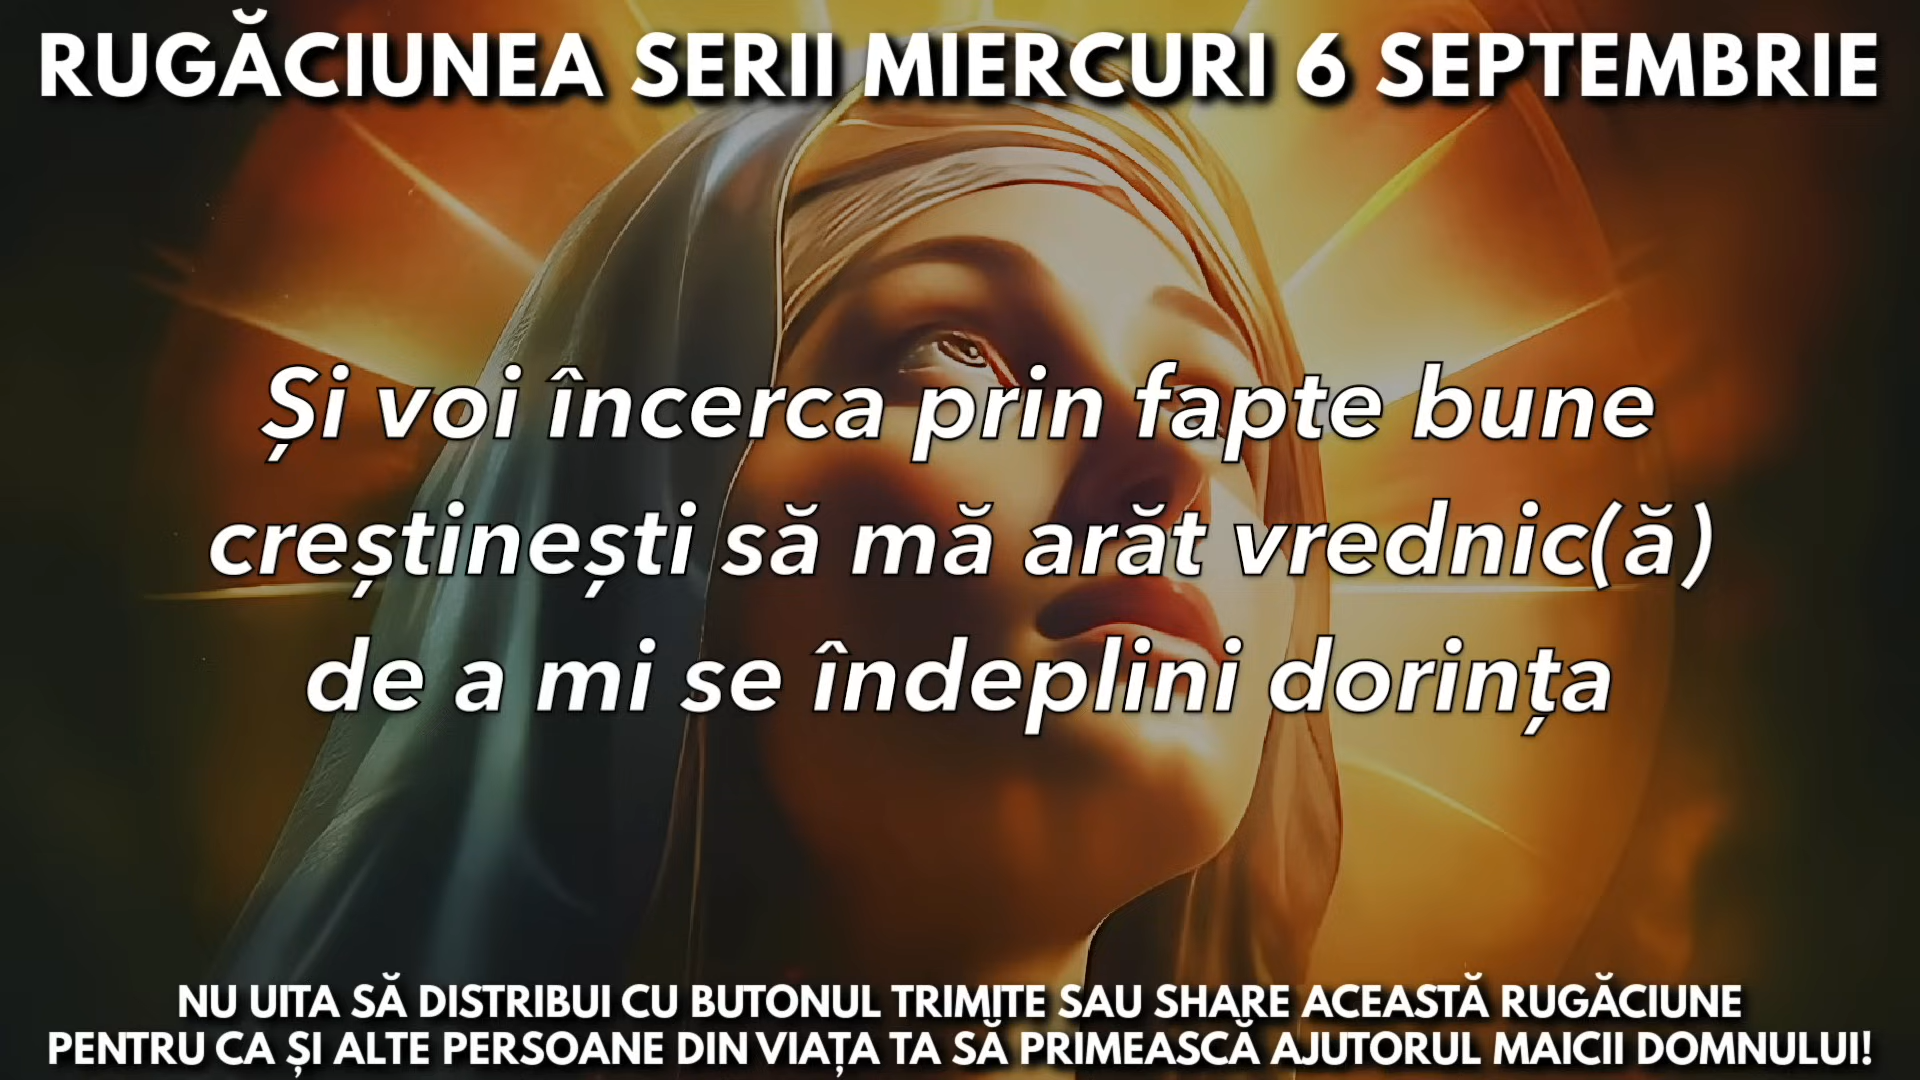 RUGĂCIUNEA SERII MIERCURI 6 SEPTEMBRIE
Și voi încerca prin fapte bune
creștinești să mă arăt vrednic(ă)
de a mi se îndeplini dorința
NU UITA SĂ DISTRIBUI CU BUTONUL TRIMITE SAU SHARE ACEASTĂ RUGĂCIUNE
PENTRU CA ȘI ALTE PERSOANE DIN VIAȚA TA SĂ PRIMEASCĂ AJUTORUL MAICII DOMNULUI!